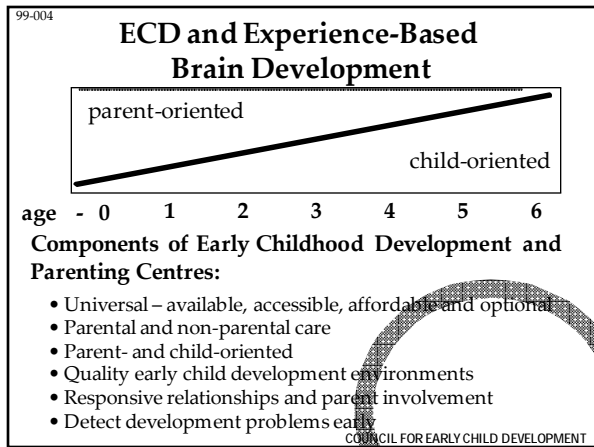 99-004
ECD and Experience-Based
Brain Development
parent-oriented
child-oriented
age - 0 1 2 3 4 5 6
Components of Early Childhood Development and
Parenting Centres:
• Universal – available, accessible, affordable and optional
• Parental and non-parental care
• Parent- and child-oriented
• Quality early child development environments
• Responsive relationships and parent involvement
• Detect development problems early
COUNCIL FOR EARLY CHILD DEVELOPMENT